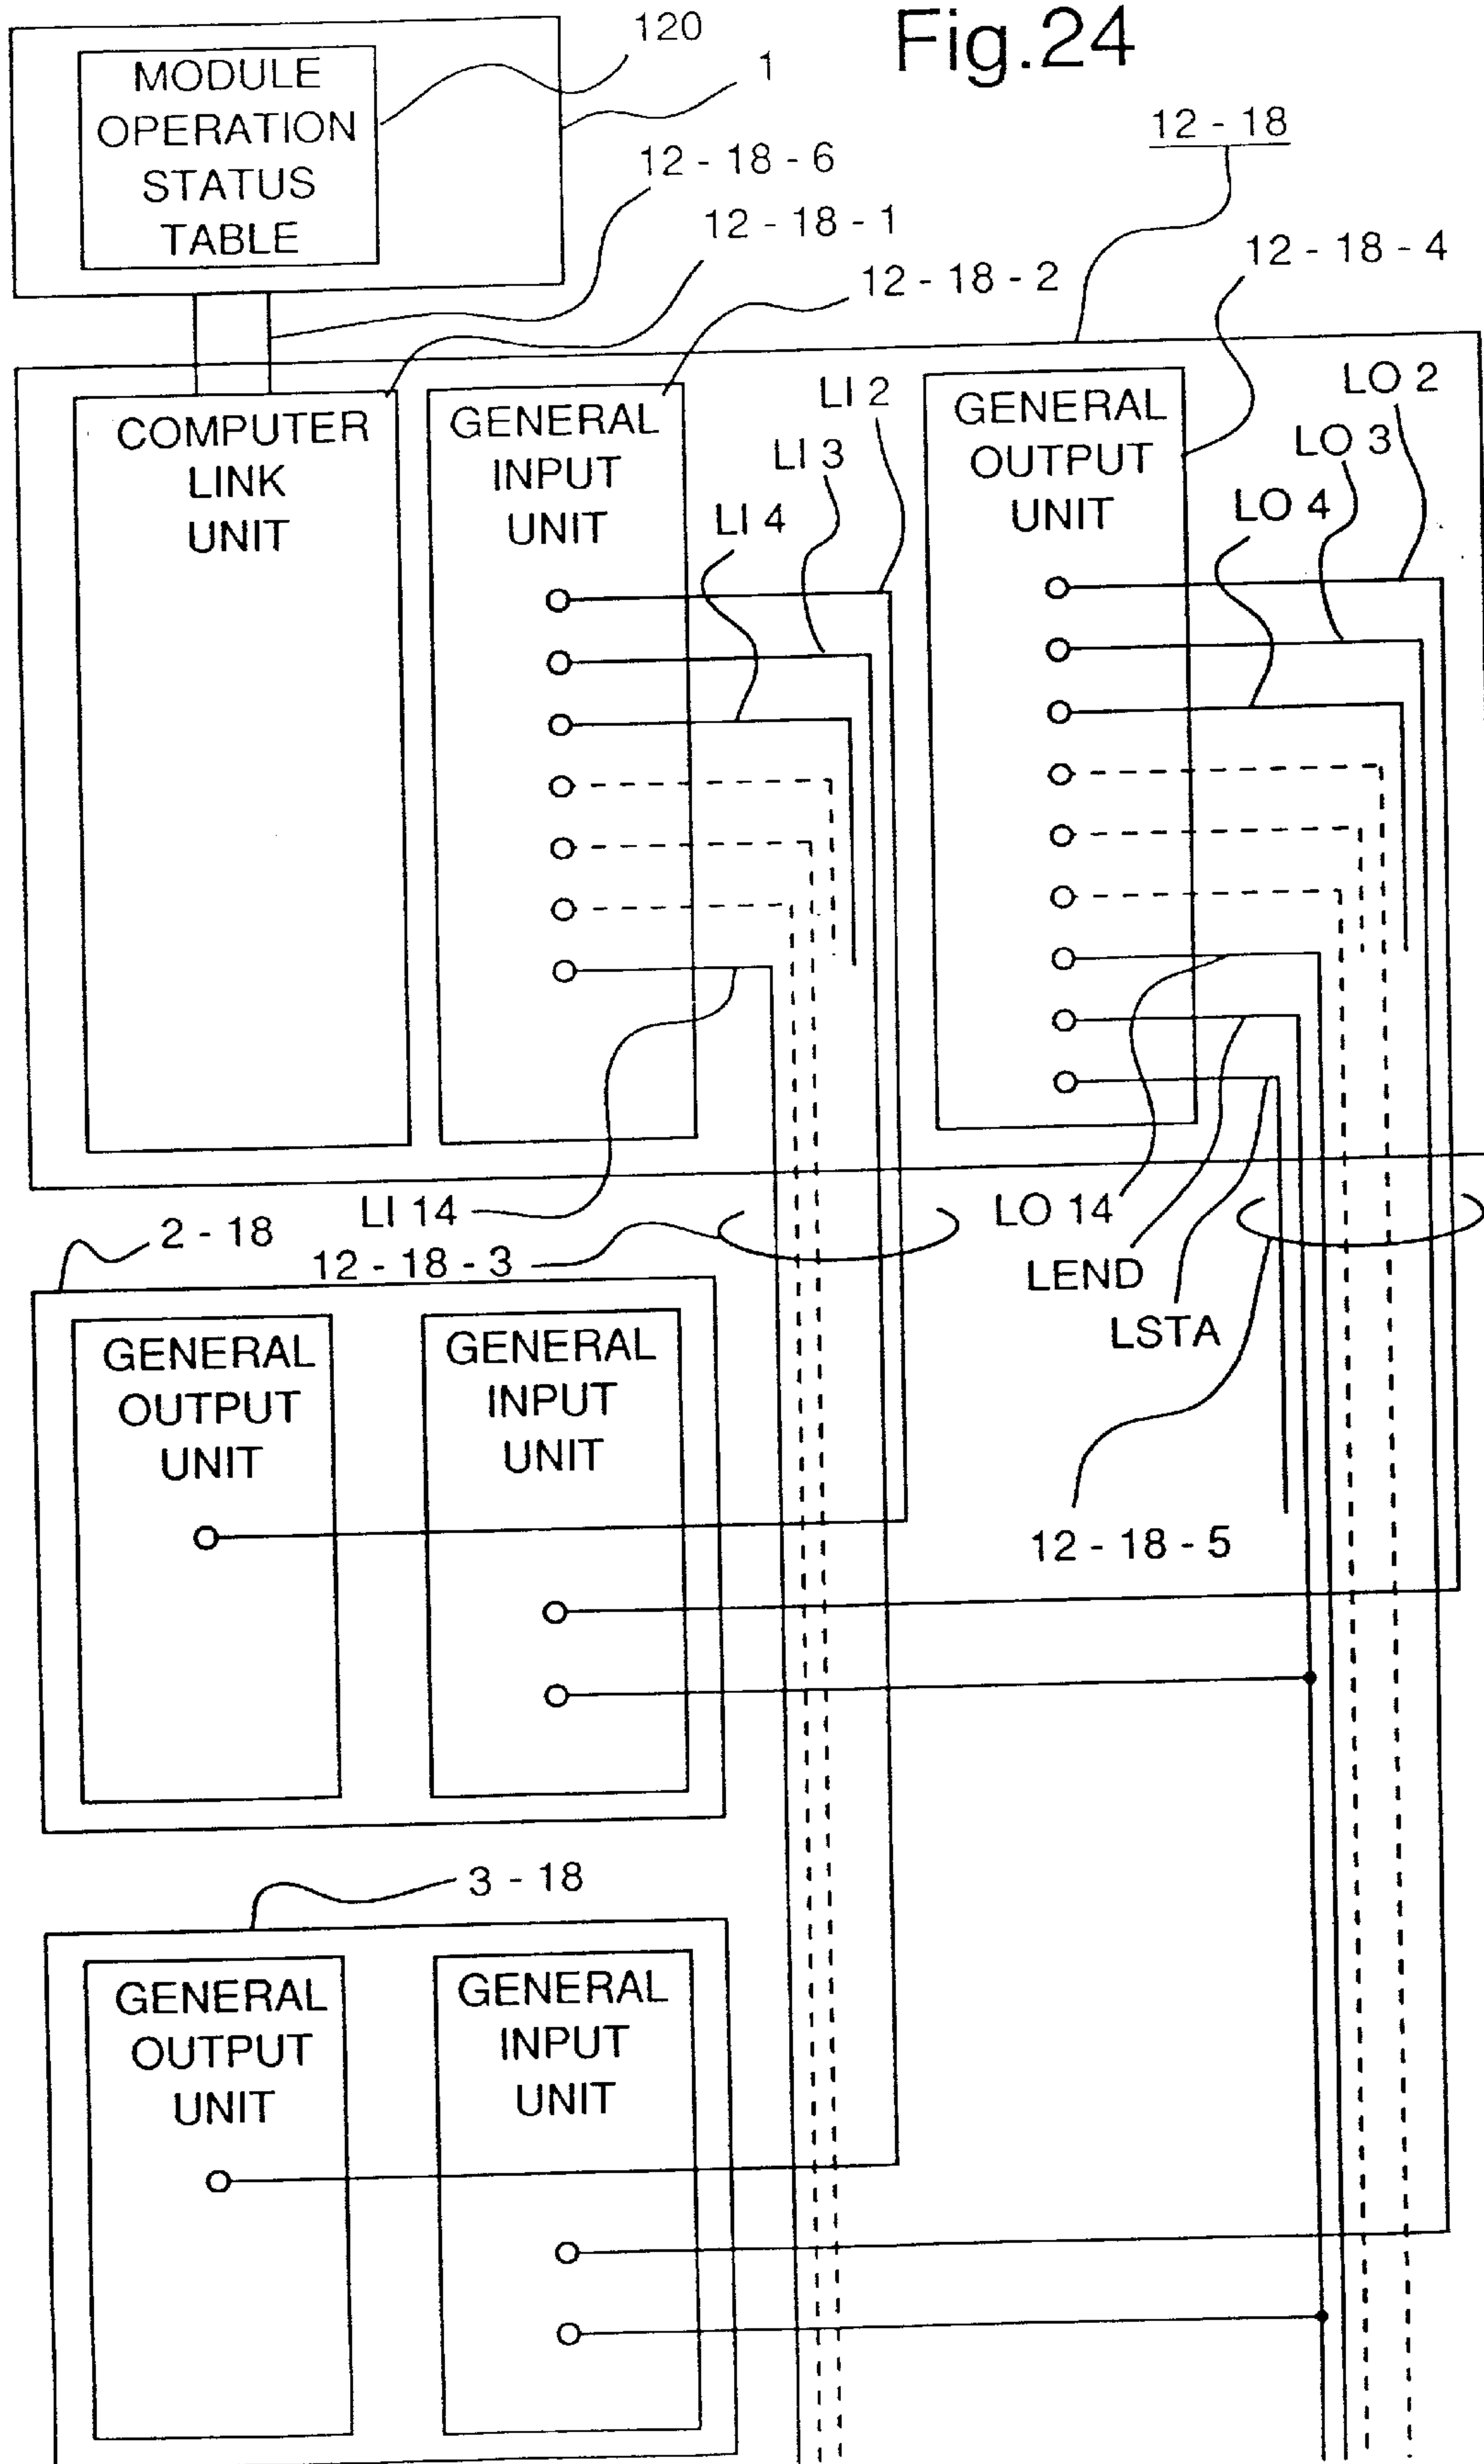 Fig.24
120
1
MODULE
OPERATION
STATUS
TABLE
12-18
12-18-6
12-18-1
12-18-2
12-18-4
COMPUTER
LINK
UNIT
GENERAL
INPUT
UNIT
LI 2
LI 3
LI 4
GENERAL
OUTPUT
UNIT
LO 2
LO 3
LO 4
LI 14
LO 14
2-18
12-18-3
LEND
LSTA
GENERAL
OUTPUT
UNIT
GENERAL
INPUT
UNIT
12-18-5
3-18
GENERAL
OUTPUT
UNIT
GENERAL
INPUT
UNIT